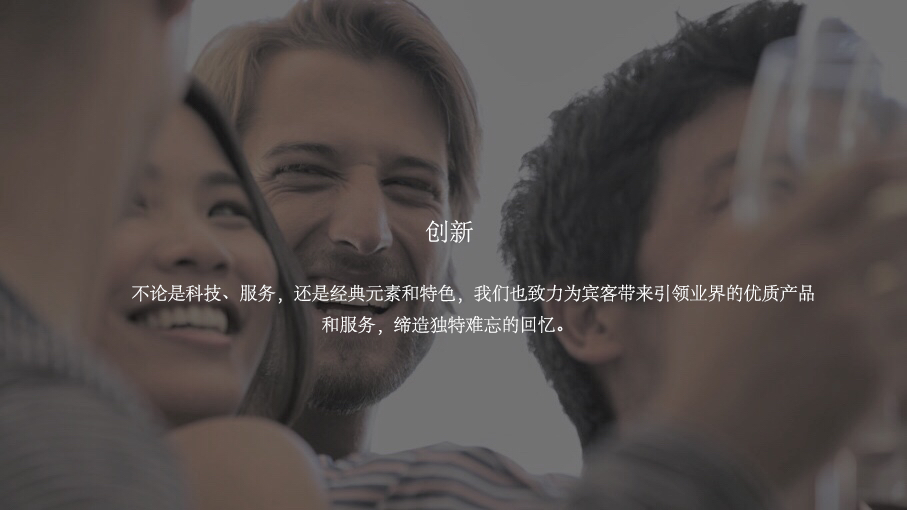 创新
不论是科技、服务，还是经典元素和特色，我们也致力为宾客带来引领业界的优质产品
和服务，缔造独特难忘的回忆。